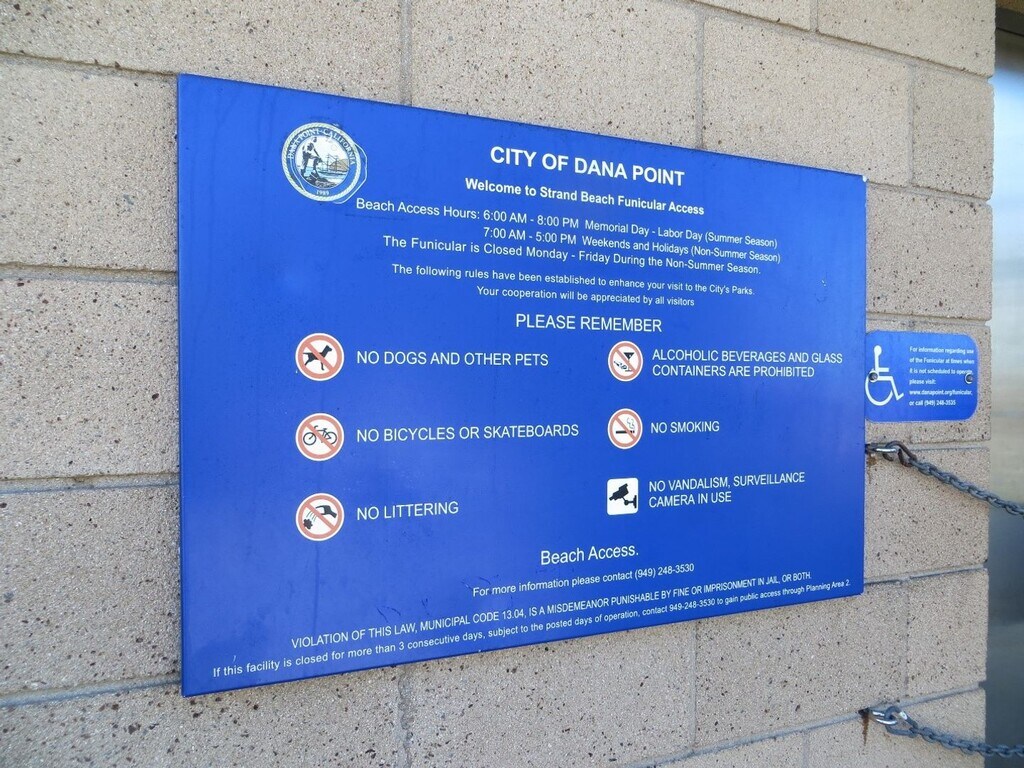 DANA POINT · CALIFORNIA
1989
CITY OF DANA POINT
Welcome to Strand Beach Funicular Access
Beach Access Hours: 6:00 AM - 8:00 PM Memorial Day - Labor Day (Summer Season)
7:00 AM - 5:00 PM Weekends and Holidays (Non-Summer Season)
The Funicular is Closed Monday - Friday During the Non-Summer Season.
The following rules have been established to enhance your visit to the City's Parks.
Your cooperation will be appreciated by all visitors
PLEASE REMEMBER
NO DOGS AND OTHER PETS
NO BICYCLES OR SKATEBOARDS
NO LITTERING
ALCOHOLIC BEVERAGES AND GLASS
CONTAINERS ARE PROHIBITED
NO SMOKING
NO VANDALISM, SURVEILLANCE
CAMERA IN USE
Beach Access.
For more information please contact (949) 248-3530
VIOLATION OF THIS LAW, MUNICIPAL CODE 13.04, IS A MISDEMEANOR PUNISHABLE BY FINE OR IMPRISONMENT IN JAIL, OR BOTH.
If this facility is closed for more than 3 consecutive days, subject to the posted days of operation, contact 949-248-3530 to gain public access through Planning Area 2.
For information regarding use
of the Funicular at times where
it is not scheduled to operate,
please visit:
www.danapoint.org/funicular,
or call (949) 248-3535